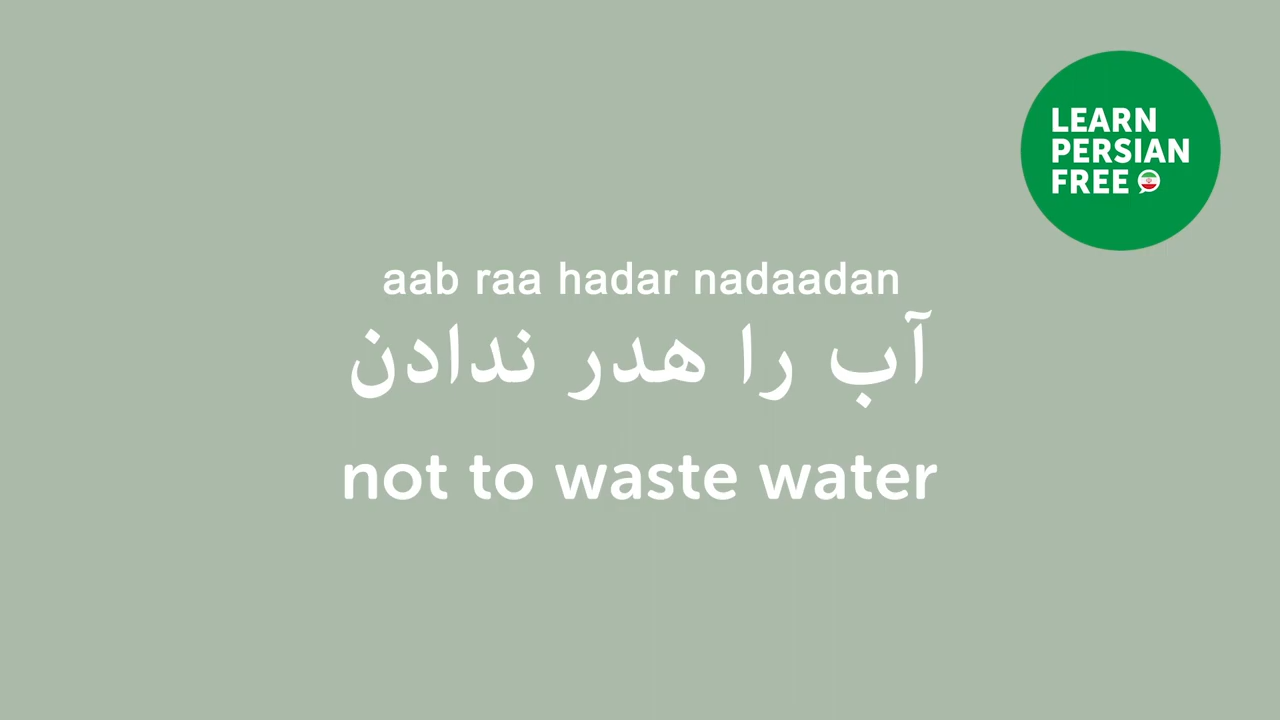 LEARN
PERSIAN
FREE
aab raa hadar nadaadan
آب را هدر ندادن
not to waste water